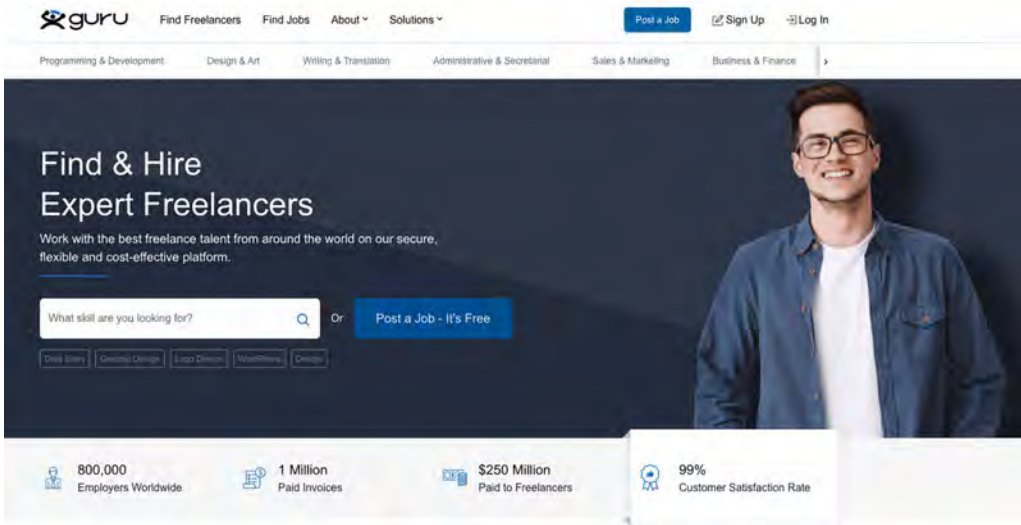 guru
Find Freelancers Find Jobs About Solutions Post a Job Sign Up Log In
Programming & Development Design & Art Writing & Translation Administrative & Secretarial Sales & Marketing Business & Finance
Find & Hire
Expert Freelancers
Work with the best freelance talent from around the world on our secure,
flexible and cost-effective platform.
What skill are you looking for? Or Post a Job - It's Free
Data Entry Graphic Design Logo Design WordPress Design
800,000 1 Million $250 Million 99%
Employers Worldwide Paid Invoices Paid to Freelancers Customer Satisfaction Rate